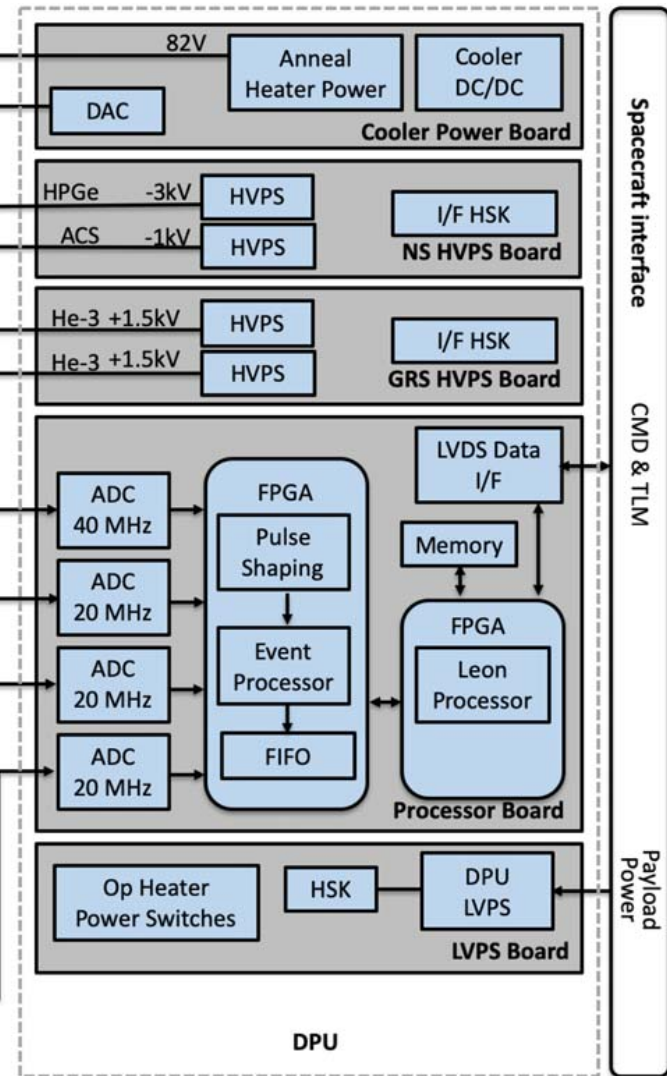 82V
Anneal
Heater Power
Cooler
DC/DC
DAC
Cooler Power Board
HPGe
-3kV
HVPS
ACS
-1kV
HVPS
I/F HSK
NS HVPS Board
He-3 +1.5kV
HVPS
He-3 +1.5kV
HVPS
I/F HSK
GRS HVPS Board
ADC
40 MHz
ADC
20 MHz
ADC
20 MHz
ADC
20 MHz
FPGA
Pulse
Shaping
Event
Processor
FIFO
LVDS Data
I/F
Memory
FPGA
Leon
Processor
Processor Board
Op Heater
Power Switches
HSK
DPU
LVPS
LVPS Board
DPU
Spacecraft interface
CMD & TLM
Payload
Power